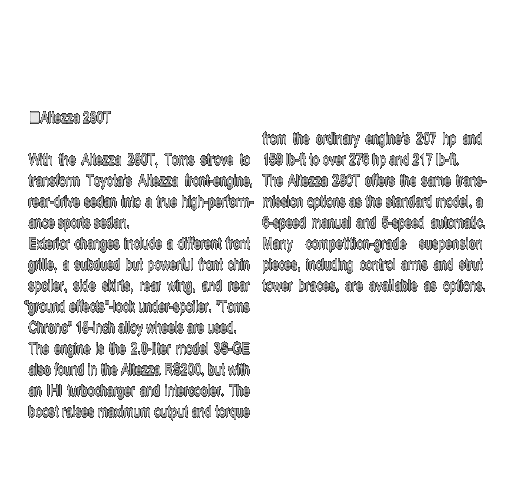 ■Altezza 280T
With the Altezza 280T, Toms strove to
transform Toyota's Altezza front-engine,
rear-drive sedan into a true high-perform-
ance sports sedan.
Exterior changes include a different front
grille, a subdued but powerful front chin
spoiler, side skirts, rear wing, and rear
"ground effects"-look under-spoiler. "Toms
Chrono" 18-inch alloy wheels are used.
The engine is the 2.0-liter model 3S-GE
also found in the Altezza RS200, but with
an IHI turbocharger and intercooler. The
boost raises maximum output and torque
from the ordinary engine's 207 hp and
159 lb-ft to over 276 hp and 217 lb-ft.
The Altezza 280T offers the same trans-
mission options as the standard model, a
6-speed manual and 5-speed automatic.
Many competition-grade suspension
pieces, including control arms and strut
tower braces, are available as options.